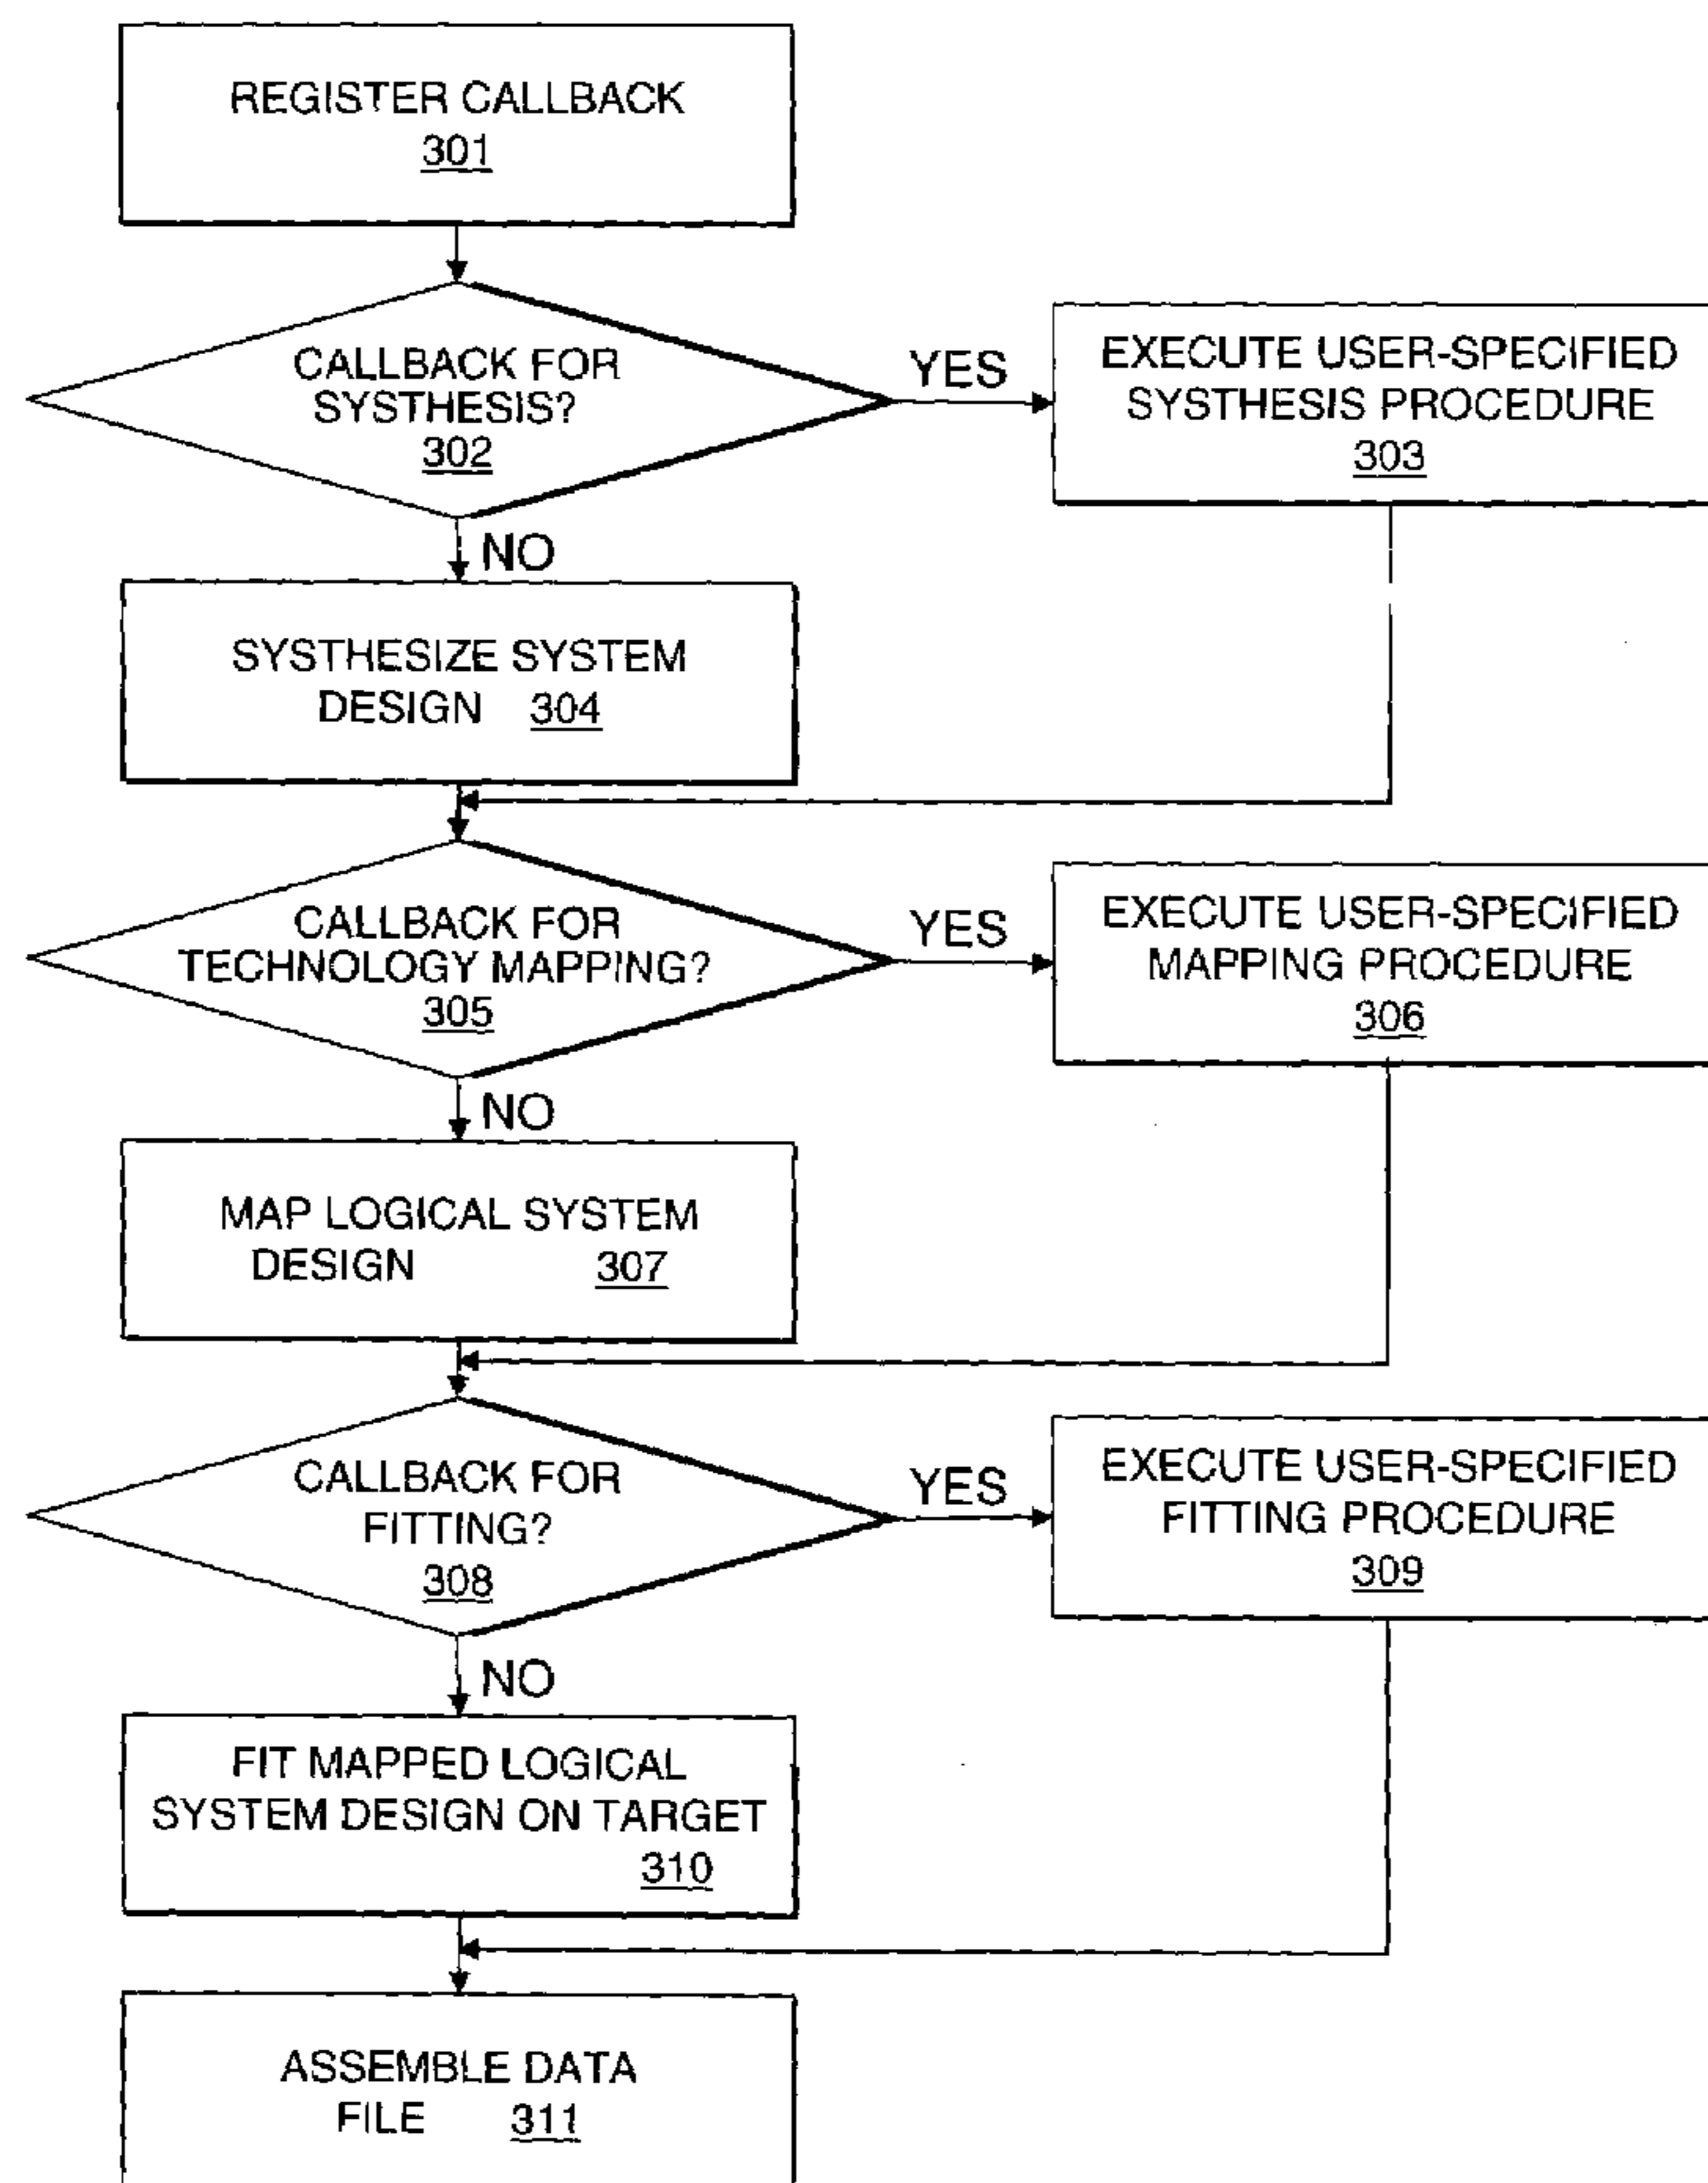 REGISTER CALLBACK
301
CALLBACK FOR
SYSTHESIS?
302
YES
EXECUTE USER-SPECIFIED
SYSTHESIS PROCEDURE
303
NO
SYSTHESIZE SYSTEM
DESIGN 304
CALLBACK FOR
TECHNOLOGY MAPPING?
305
YES
EXECUTE USER-SPECIFIED
MAPPING PROCEDURE
306
NO
MAP LOGICAL SYSTEM
DESIGN 307
CALLBACK FOR
FITTING?
308
YES
EXECUTE USER-SPECIFIED
FITTING PROCEDURE
309
NO
FIT MAPPED LOGICAL
SYSTEM DESIGN ON TARGET
310
ASSEMBLE DATA
FILE 311